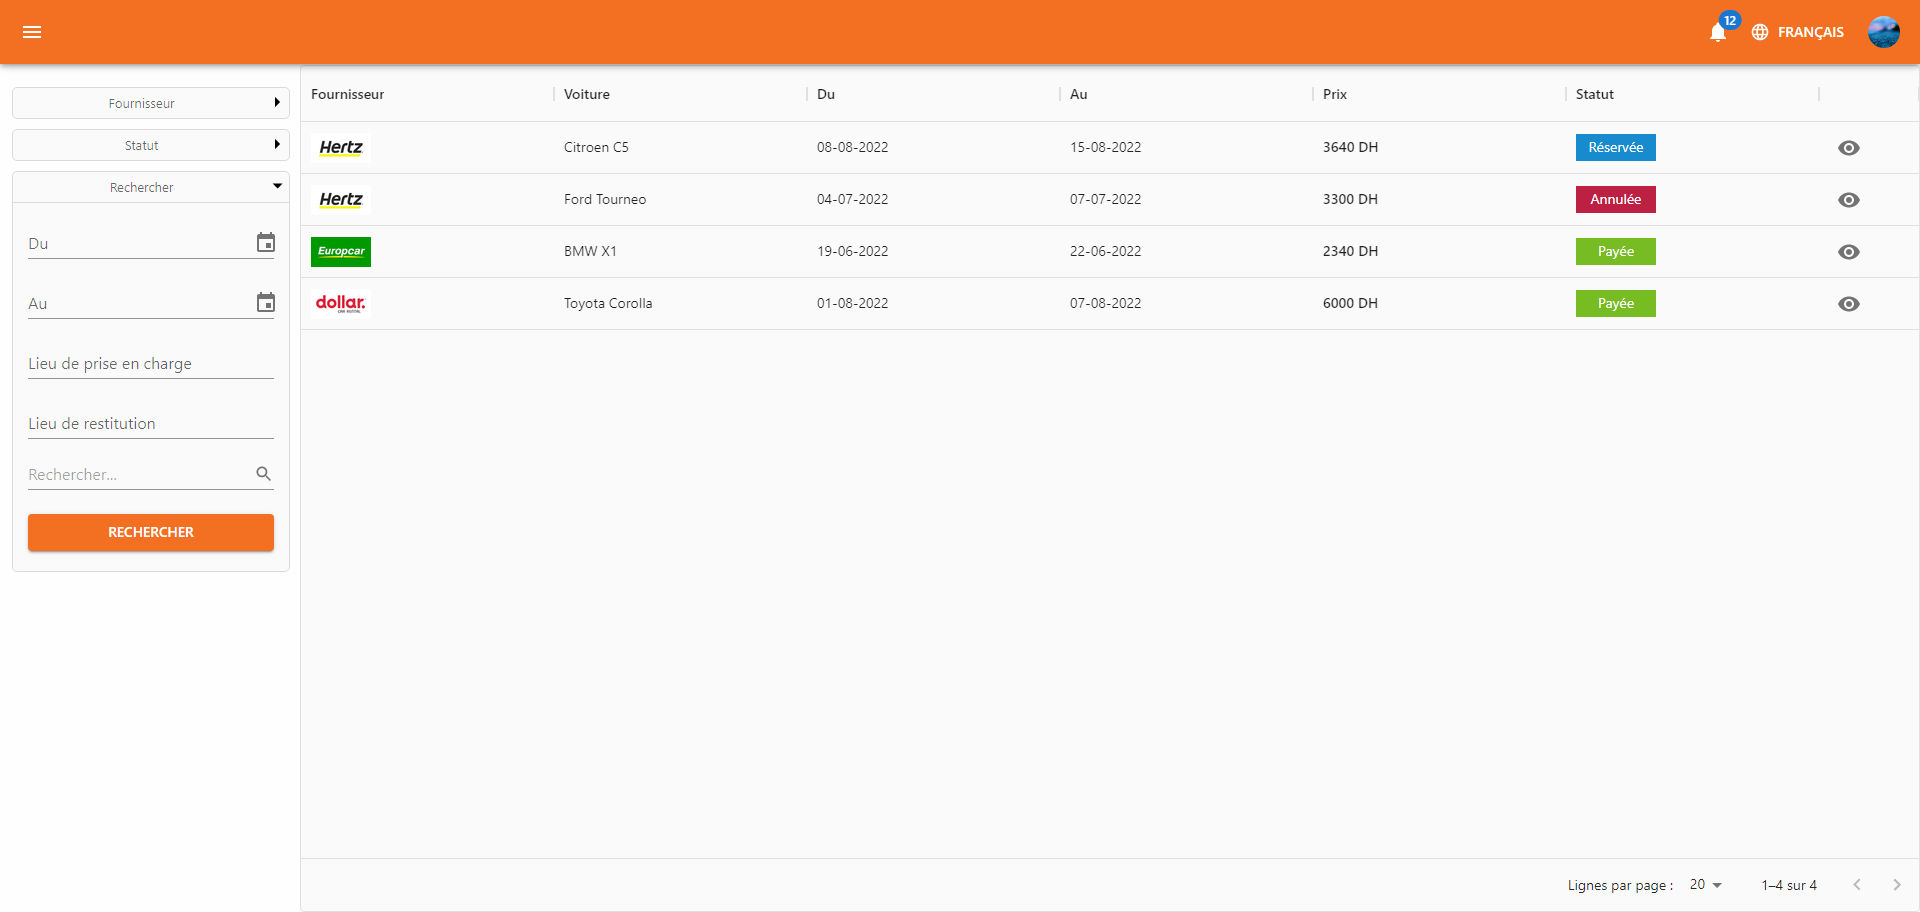 12
FRANÇAIS
Fournisseur
Statut
Rechercher
Du
Au
Lieu de prise en charge
Lieu de restitution
Rechercher...
RECHERCHER
Fournisseur Voiture Du Au Prix Statut
Hertz Citroen C5 08-08-2022 15-08-2022 3640 DH Réservée
Hertz Ford Tourneo 04-07-2022 07-07-2022 3300 DH Annulée
Europcar BMW X1 19-06-2022 22-06-2022 2340 DH Payée
dollar. CAR RENTAL Toyota Corolla 01-08-2022 07-08-2022 6000 DH Payée
Lignes par page : 20 1–4 sur 4